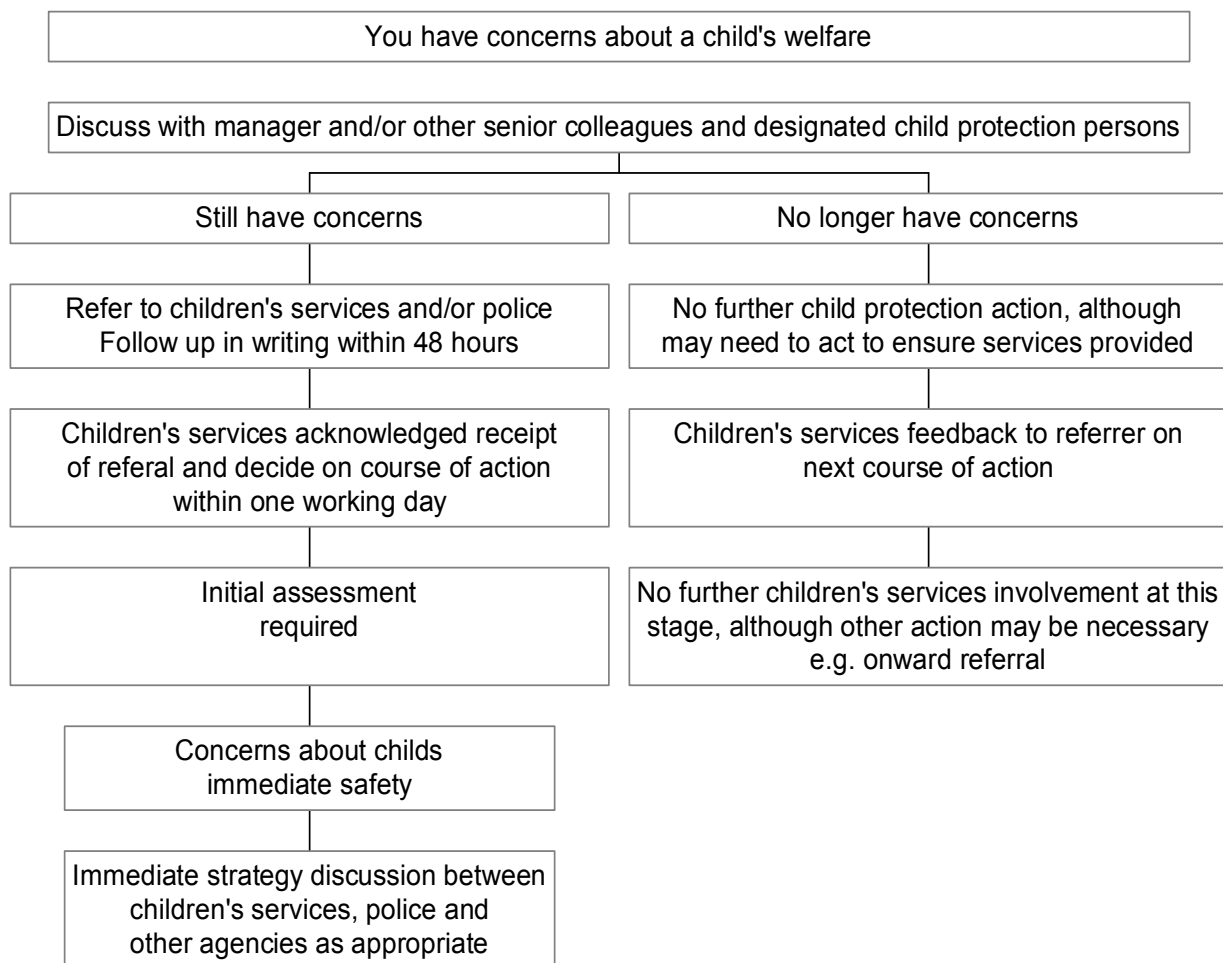 You have concerns about a child's welfare
Discuss with manager and/or other senior colleagues and designated child protection persons
Still have concerns
No longer have concerns
Refer to children's services and/or police
Follow up in writing within 48 hours
No further child protection action, although
may need to act to ensure services provided
Children's services acknowledged receipt
of referal and decide on course of action
within one working day
Children's services feedback to referrer on
next course of action
Initial assessment
required
No further children's services involvement at this
stage, although other action may be necessary
e.g. onward referral
Concerns about childs
immediate safety
Immediate strategy discussion between
children's services, police and
other agencies as appropriate